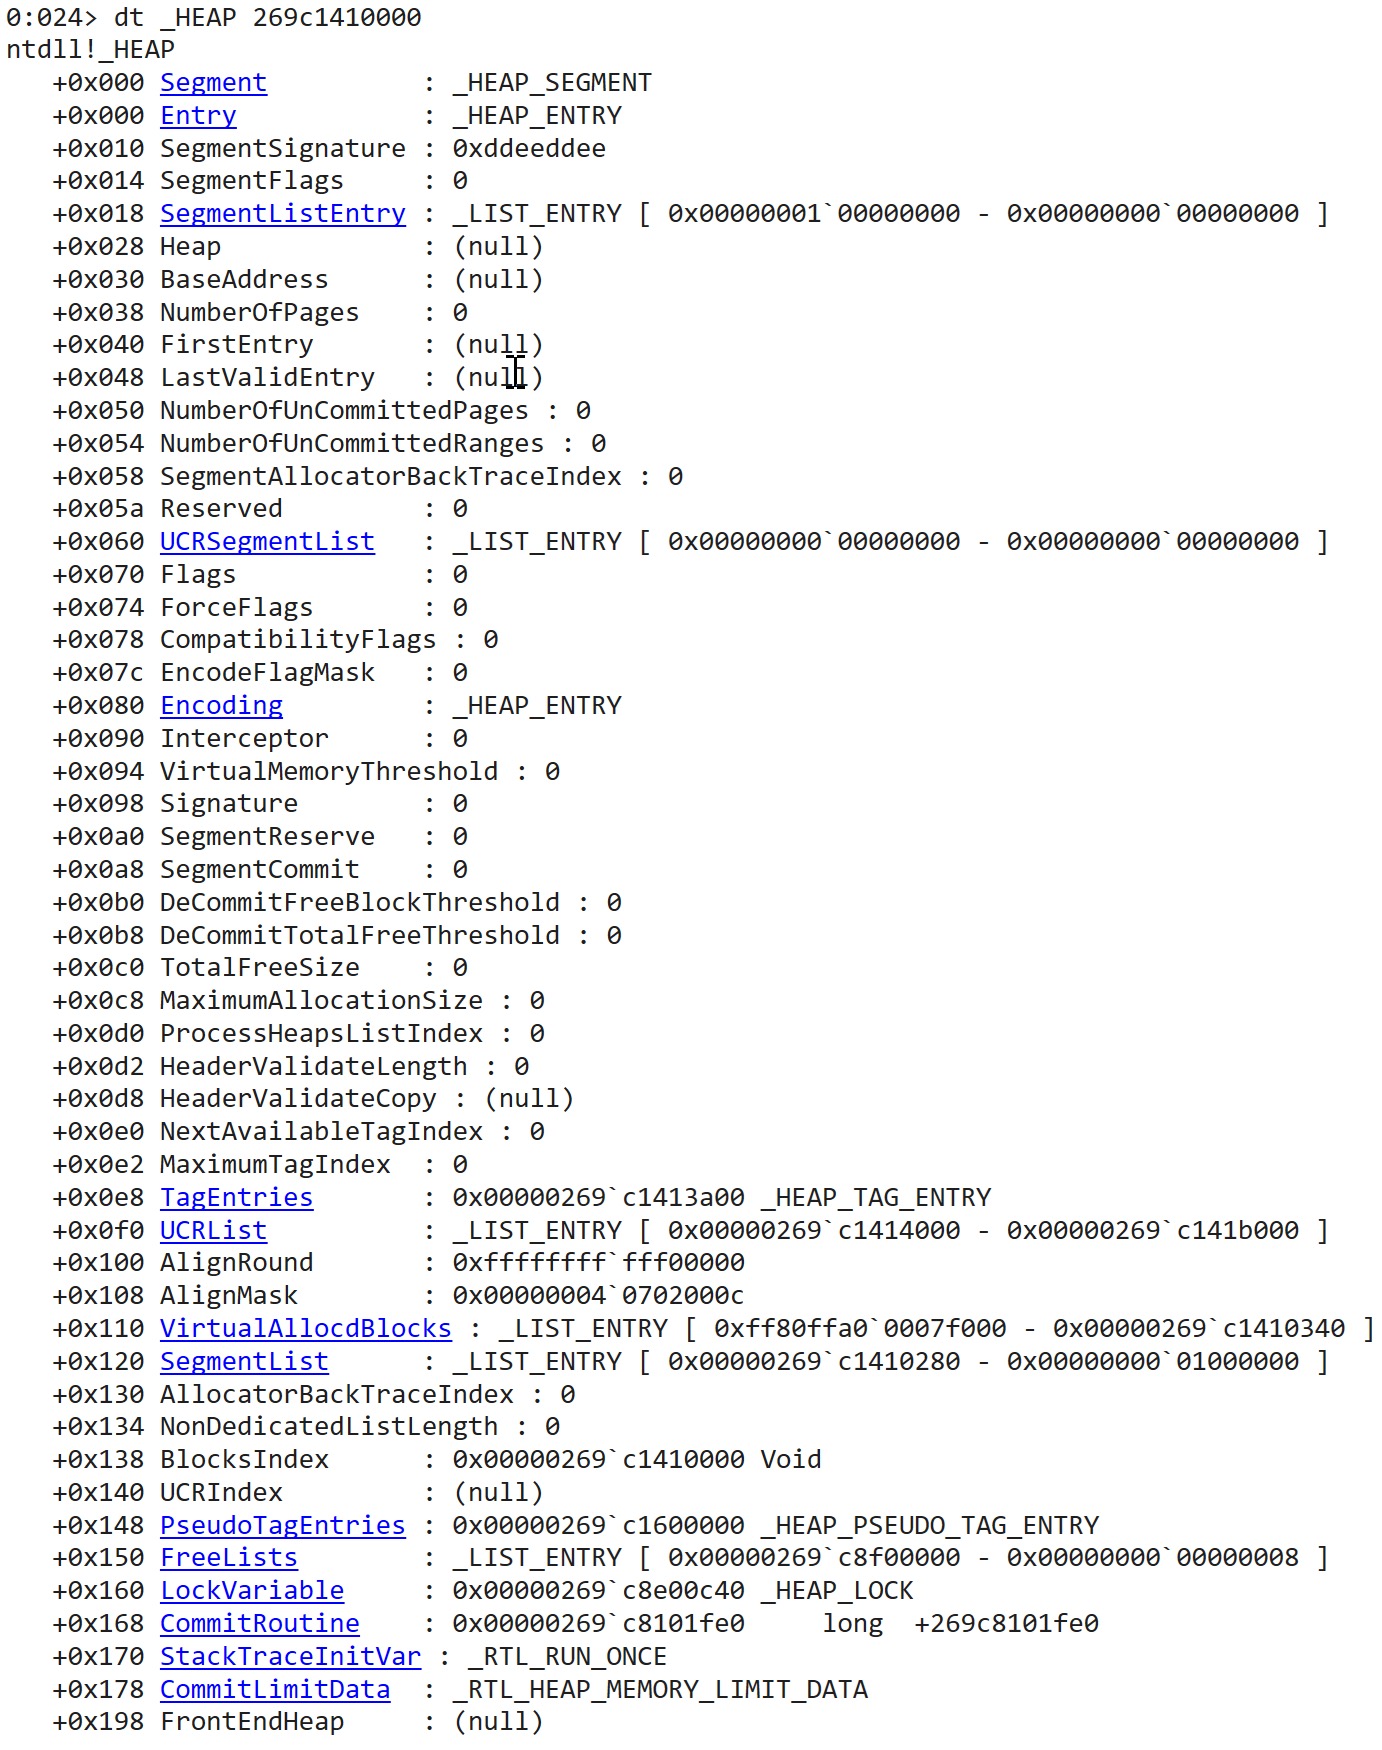 0:024> dt _HEAP 269c1410000
ntdll!_HEAP
   +0x000 Segment          : _HEAP_SEGMENT
   +0x000 Entry            : _HEAP_ENTRY
   +0x010 SegmentSignature : 0xddeeddee
   +0x014 SegmentFlags     : 0
   +0x018 SegmentListEntry : _LIST_ENTRY [ 0x00000001`00000000 - 0x00000000`00000000 ]
   +0x028 Heap             : (null)
   +0x030 BaseAddress      : (null)
   +0x038 NumberOfPages    : 0
   +0x040 FirstEntry       : (null)
   +0x048 LastValidEntry   : (null)
   +0x050 NumberOfUnCommittedPages : 0
   +0x054 NumberOfUnCommittedRanges : 0
   +0x058 SegmentAllocatorBackTraceIndex : 0
   +0x05a Reserved         : 0
   +0x060 UCRSegmentList   : _LIST_ENTRY [ 0x00000000`00000000 - 0x00000000`00000000 ]
   +0x070 Flags            : 0
   +0x074 ForceFlags       : 0
   +0x078 CompatibilityFlags : 0
   +0x07c EncodeFlagMask   : 0
   +0x080 Encoding         : _HEAP_ENTRY
   +0x090 Interceptor      : 0
   +0x094 VirtualMemoryThreshold : 0
   +0x098 Signature        : 0
   +0x0a0 SegmentReserve   : 0
   +0x0a8 SegmentCommit    : 0
   +0x0b0 DeCommitFreeBlockThreshold : 0
   +0x0b8 DeCommitTotalFreeThreshold : 0
   +0x0c0 TotalFreeSize    : 0
   +0x0c8 MaximumAllocationSize : 0
   +0x0d0 ProcessHeapsListIndex : 0
   +0x0d2 HeaderValidateLength : 0
   +0x0d8 HeaderValidateCopy : (null)
   +0x0e0 NextAvailableTagIndex : 0
   +0x0e2 MaximumTagIndex  : 0
   +0x0e8 TagEntries       : 0x00000269`c1413a00 _HEAP_TAG_ENTRY
   +0x0f0 UCRList          : _LIST_ENTRY [ 0x00000269`c1414000 - 0x00000269`c141b000 ]
   +0x100 AlignRound       : 0xffffffff`fff00000
   +0x108 AlignMask        : 0x00000004`0702000c
   +0x110 VirtualAllocdBlocks : _LIST_ENTRY [ 0xff80ffa0`0007f000 - 0x00000269`c1410340 ]
   +0x120 SegmentList      : _LIST_ENTRY [ 0x00000269`c1410280 - 0x00000000`01000000 ]
   +0x130 AllocatorBackTraceIndex : 0
   +0x134 NonDedicatedListLength : 0
   +0x138 BlocksIndex      : 0x00000269`c1410000 Void
   +0x140 UCRIndex         : (null)
   +0x148 PseudoTagEntries : 0x00000269`c1600000 _HEAP_PSEUDO_TAG_ENTRY
   +0x150 FreeLists        : _LIST_ENTRY [ 0x00000269`c8f00000 - 0x00000000`00000008 ]
   +0x160 LockVariable     : 0x00000269`c8e00c40 _HEAP_LOCK
   +0x168 CommitRoutine    : 0x00000269`c8101fe0     long  +269c8101fe0
   +0x170 StackTraceInitVar : _RTL_RUN_ONCE
   +0x178 CommitLimitData  : _RTL_HEAP_MEMORY_LIMIT_DATA
   +0x198 FrontEndHeap     : (null)